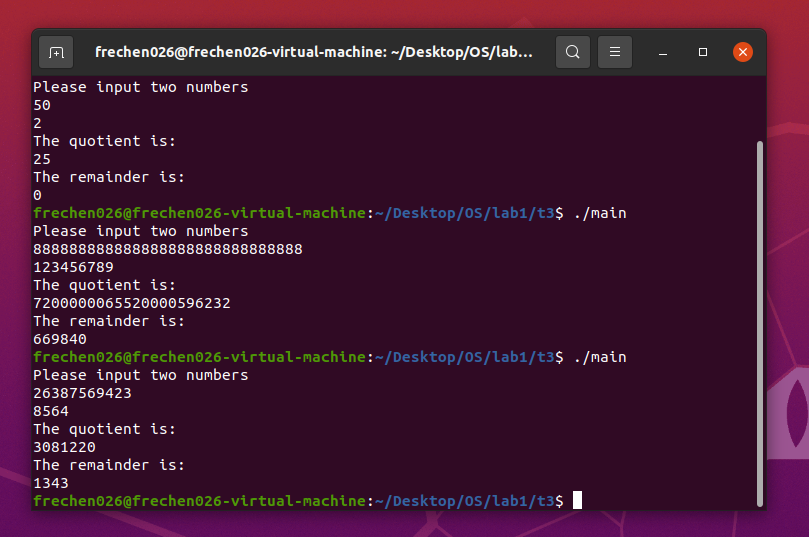 frechen026@frechen026-virtual-machine: ~/Desktop/OS/lab...
Please input two numbers
50
2
The quotient is:
25
The remainder is:
0
frechen026@frechen026-virtual-machine:~/Desktop/OS/lab1/t3$ ./main
Please input two numbers
888888888888888888888888888888
123456789
The quotient is:
7200000065520000596232
The remainder is:
669840
frechen026@frechen026-virtual-machine:~/Desktop/OS/lab1/t3$ ./main
Please input two numbers
26387569423
8564
The quotient is:
3081220
The remainder is:
1343
frechen026@frechen026-virtual-machine:~/Desktop/OS/lab1/t3$